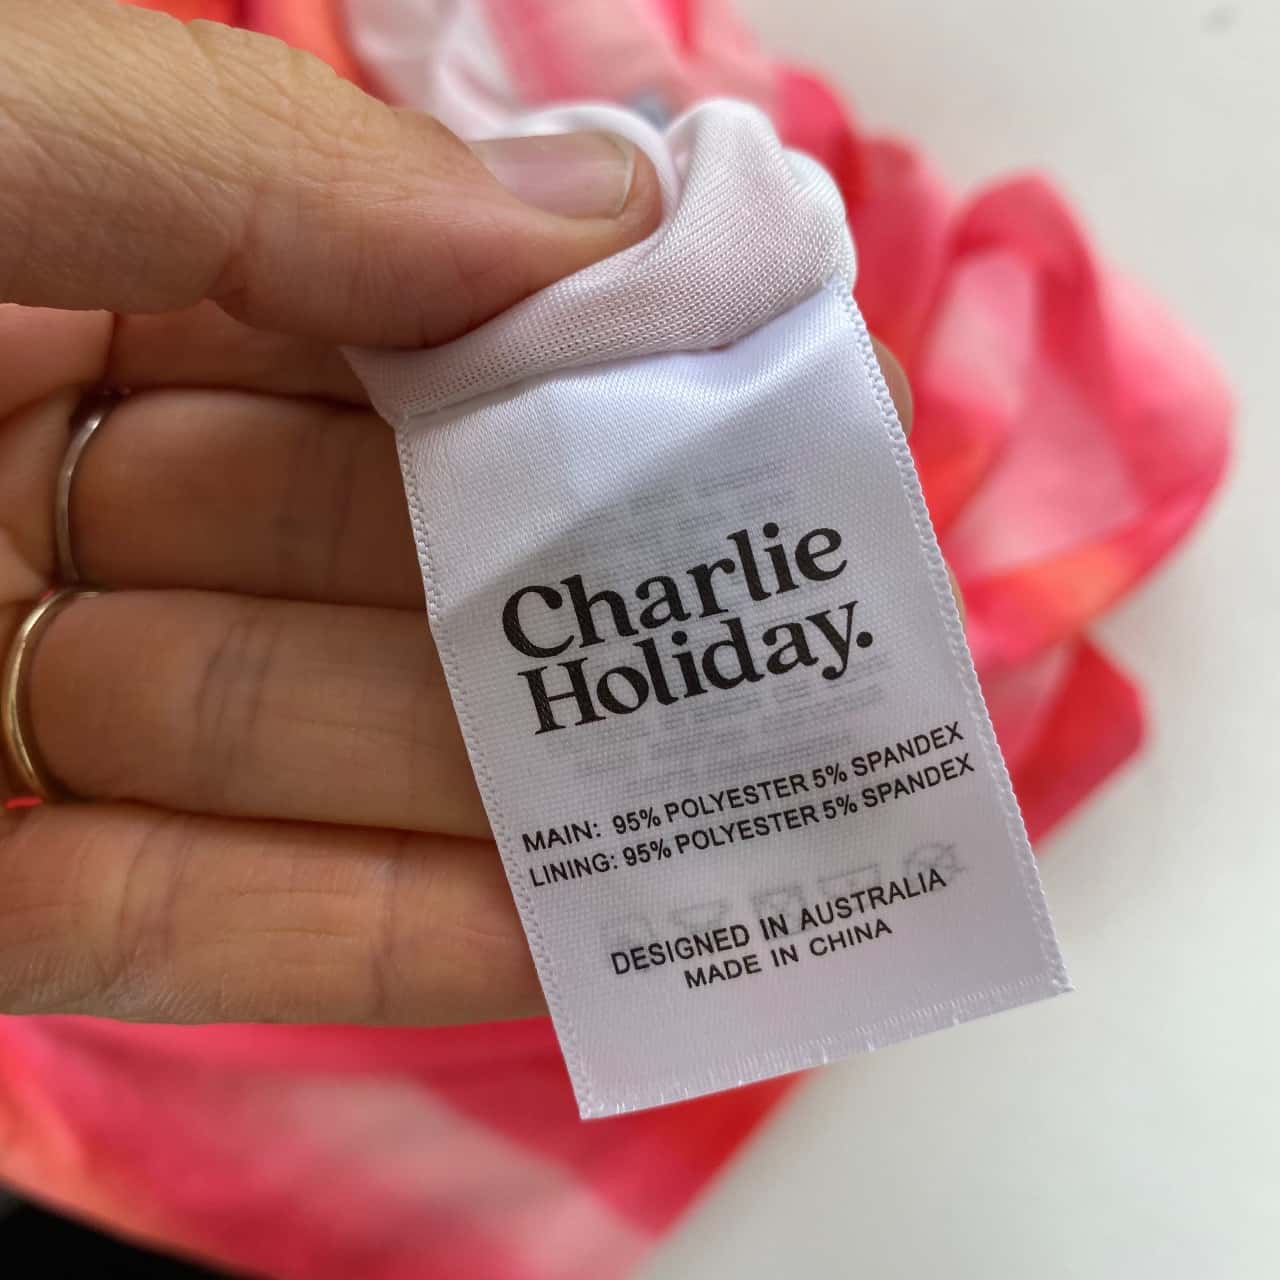 Charlie
Holiday.
MAIN: 95% POLYESTER 5% SPANDEX
LINING: 95% POLYESTER 5% SPANDEX
DESIGNED IN AUSTRALIA
MADE IN CHINA